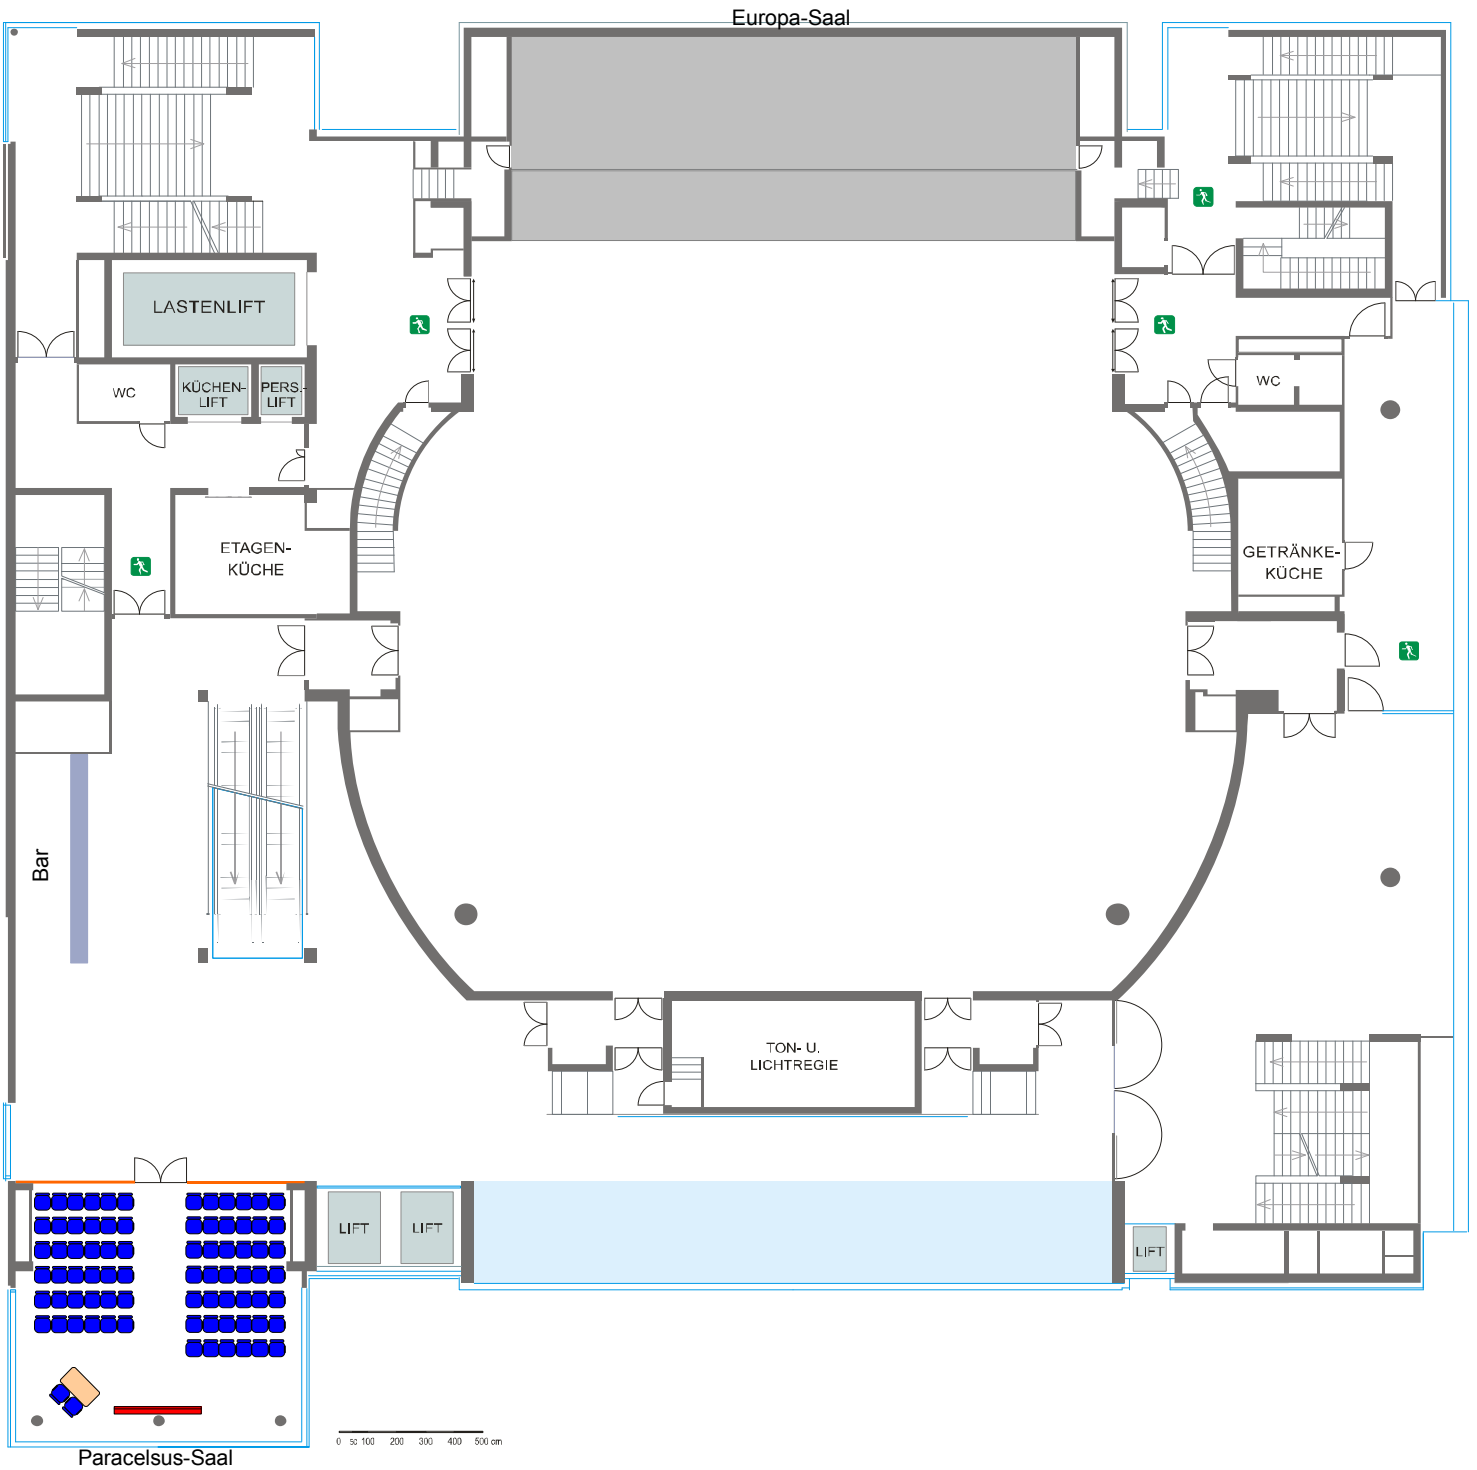 Europa-Saal
LASTENLIFT
WC
KÜCHEN-
LIFT
PERS.-
LIFT
WC
ETAGEN-
KÜCHE
GETRÄNKE-
KÜCHE
Bar
TON- U.
LICHTREGIE
LIFT
LIFT
LIFT
0 50 100 200 300 400 500 cm
Paracelsus-Saal